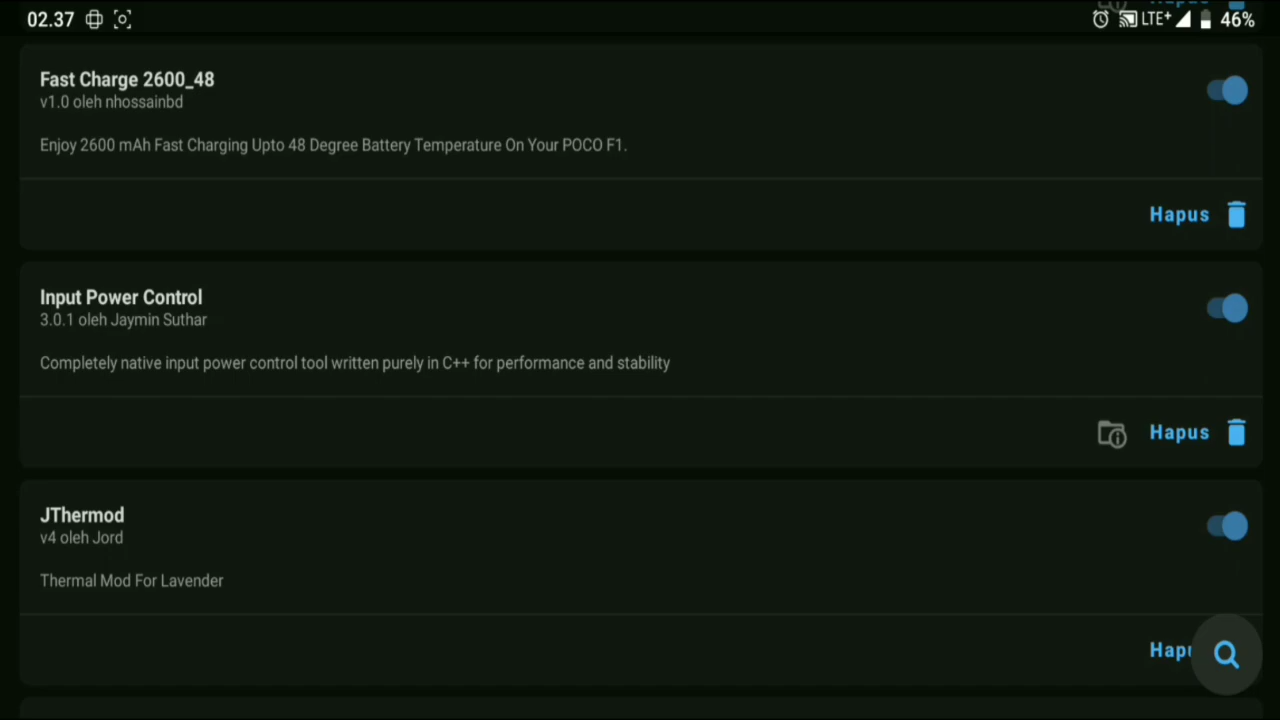 02.37
LTE+
46%
Fast Charge 2600_48
v1.0 oleh nhossainbd
Enjoy 2600 mAh Fast Charging Upto 48 Degree Battery Temperature On Your POCO F1.
Hapus
Input Power Control
3.0.1 oleh Jaymin Suthar
Completely native input power control tool written purely in C++ for performance and stability
Hapus
JThermod
v4 oleh Jord
Thermal Mod For Lavender